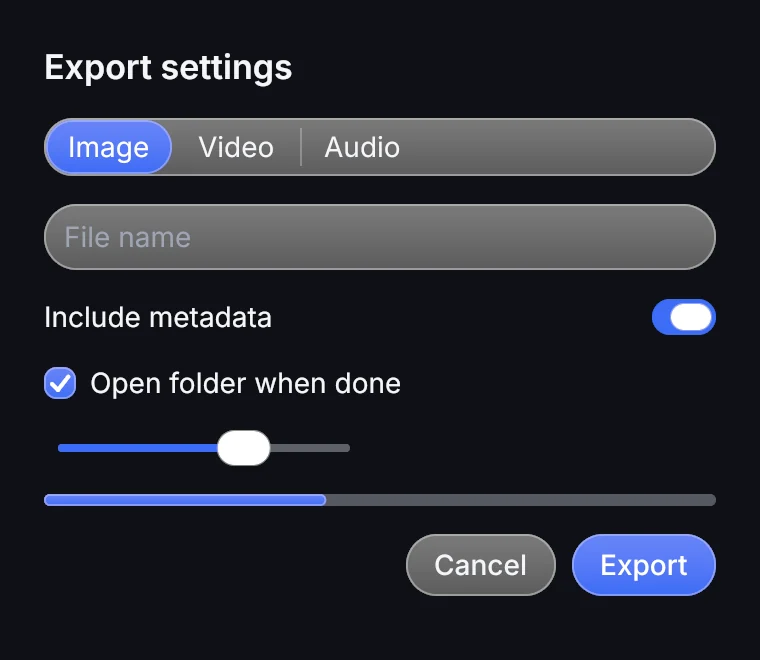 Export settings
Image Video Audio
File name
Include metadata
Open folder when done
Cancel Export